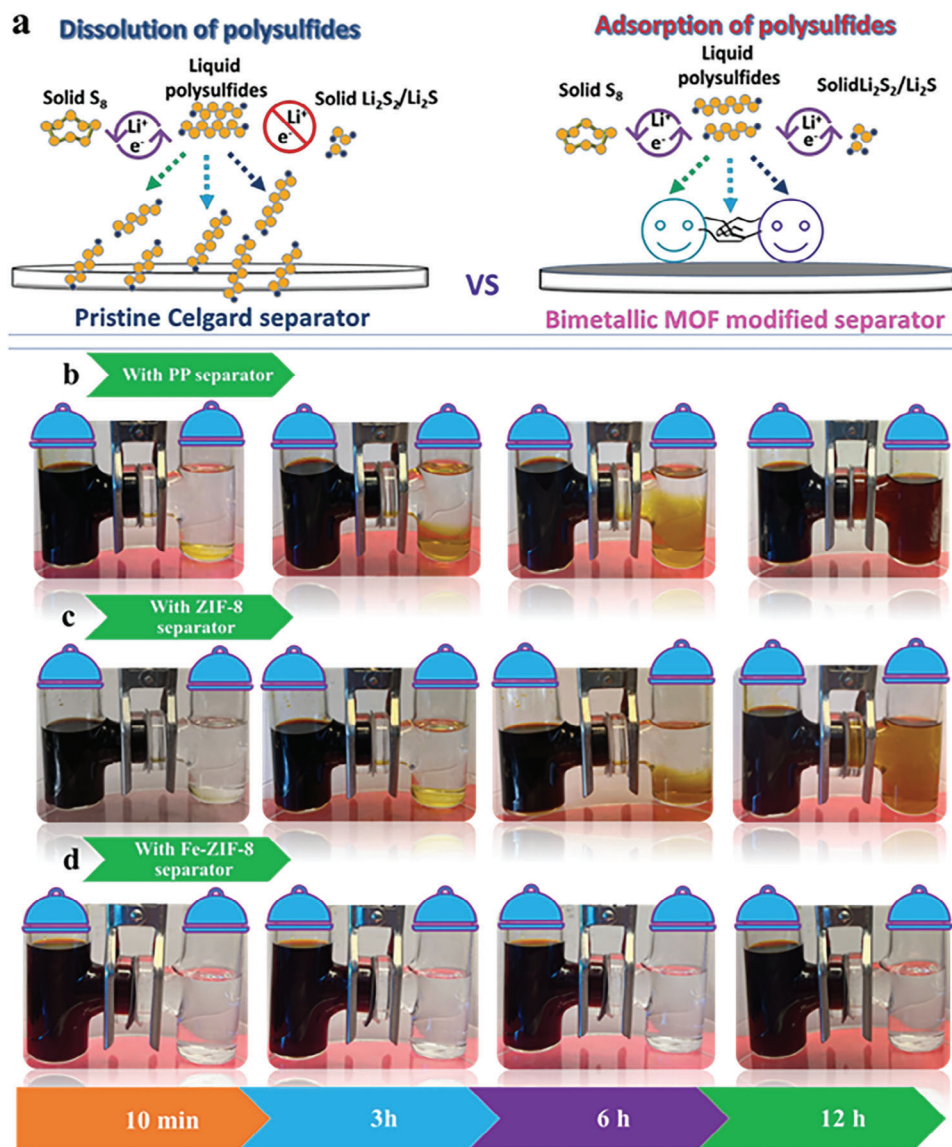 a
Dissolution of polysulfides
Liquid
polysulfides
Solid S₈
Li⁺
e⁻
Li⁺
e⁻
Solid Li₂S₂/Li₂S
Pristine Celgard separator
VS
Adsorption of polysulfides
Liquid
polysulfides
Solid S₈
Li⁺
e⁻
Li⁺
e⁻
SolidLi₂S₂/Li₂S
Bimetallic MOF modified separator
b
With PP separator
c
With ZIF-8
separator
d
With Fe-ZIF-8
separator
10 min
3h
6 h
12 h